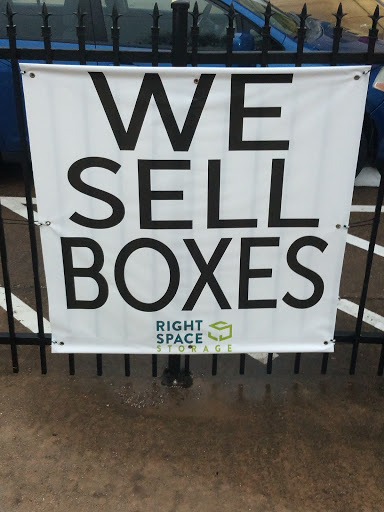 WE
SELL
BOXES
RIGHT
SPACE
STORAGE